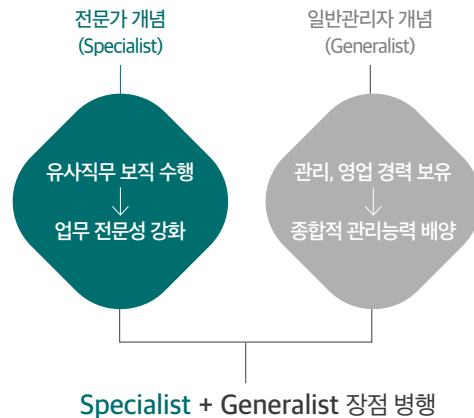 전문가 개념
(Specialist)
유사직무 보직 수행
업무 전문성 강화
일반관리자 개념
(Generalist)
관리, 영업 경력 보유
종합적 관리능력 배양
Specialist + Generalist 장점 병행